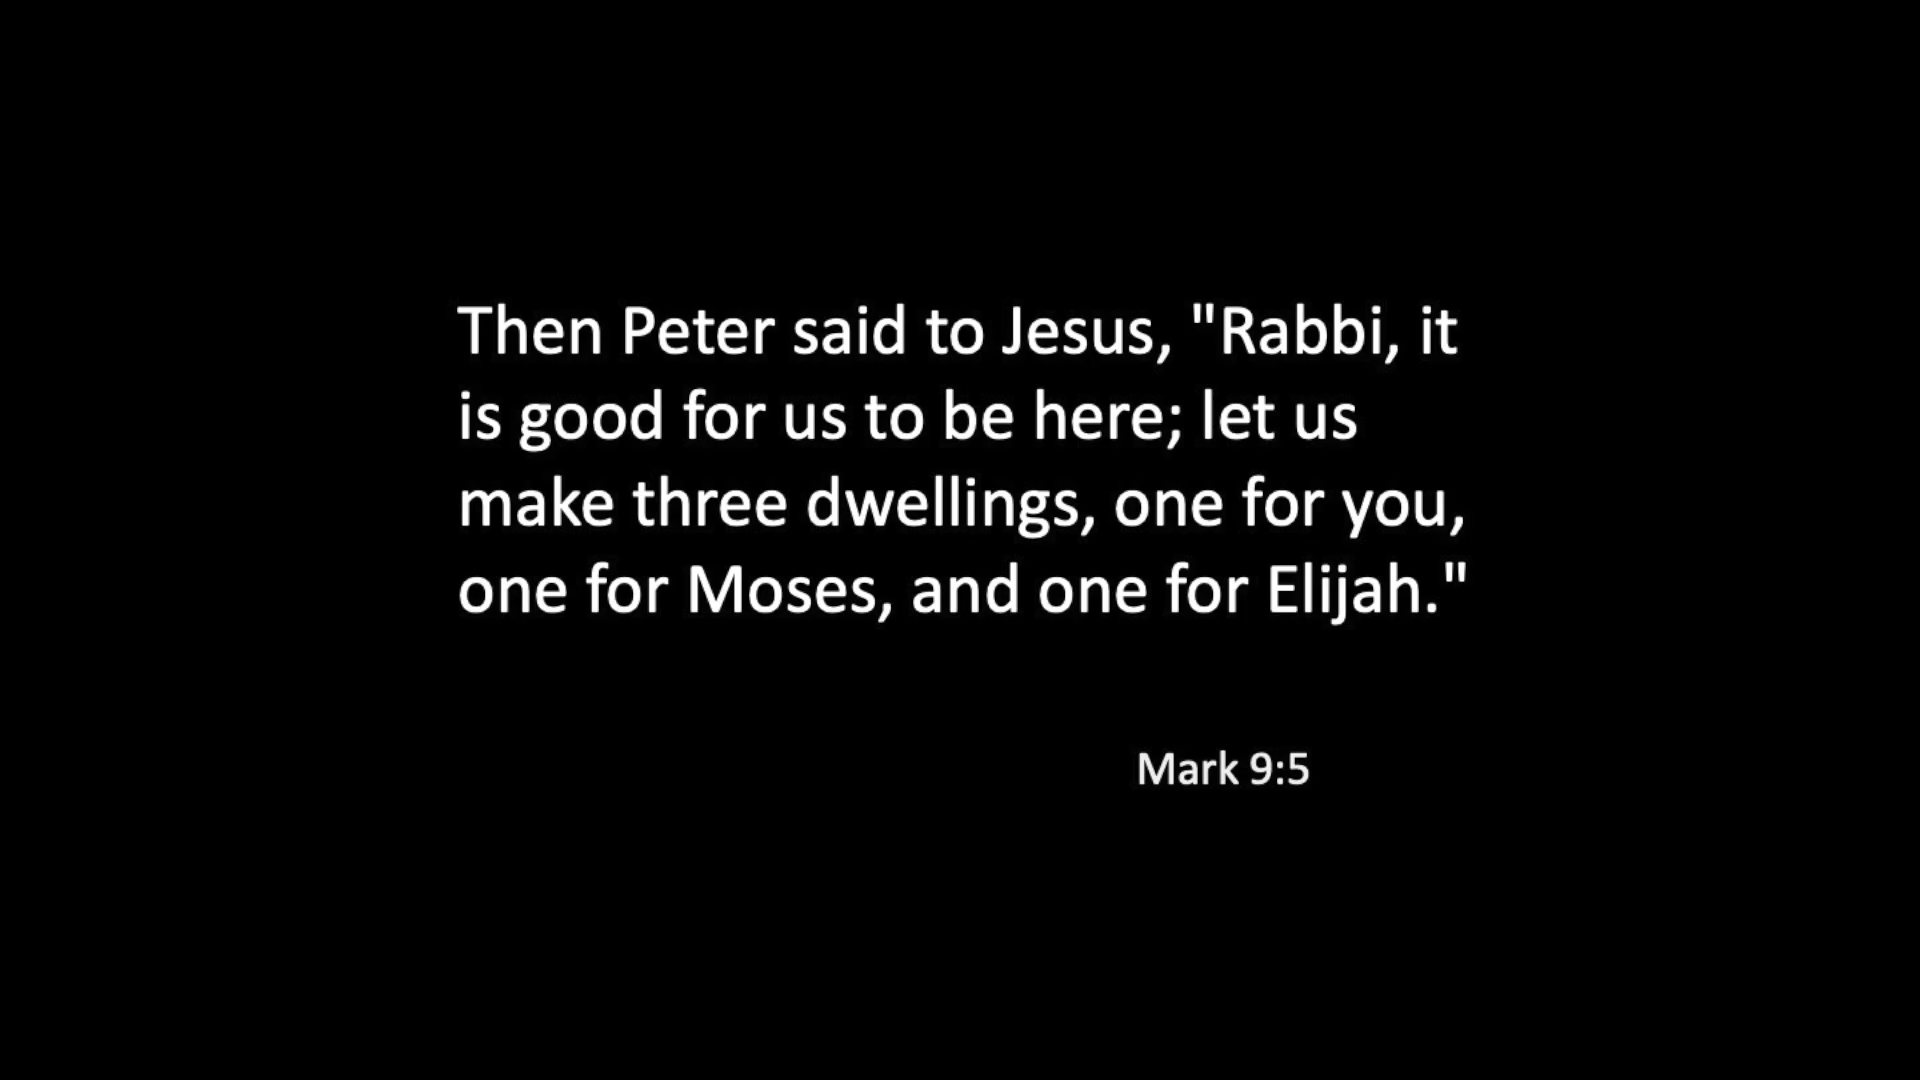 Then Peter said to Jesus, "Rabbi, it
is good for us to be here; let us
make three dwellings, one for you,
one for Moses, and one for Elijah."
Mark 9:5